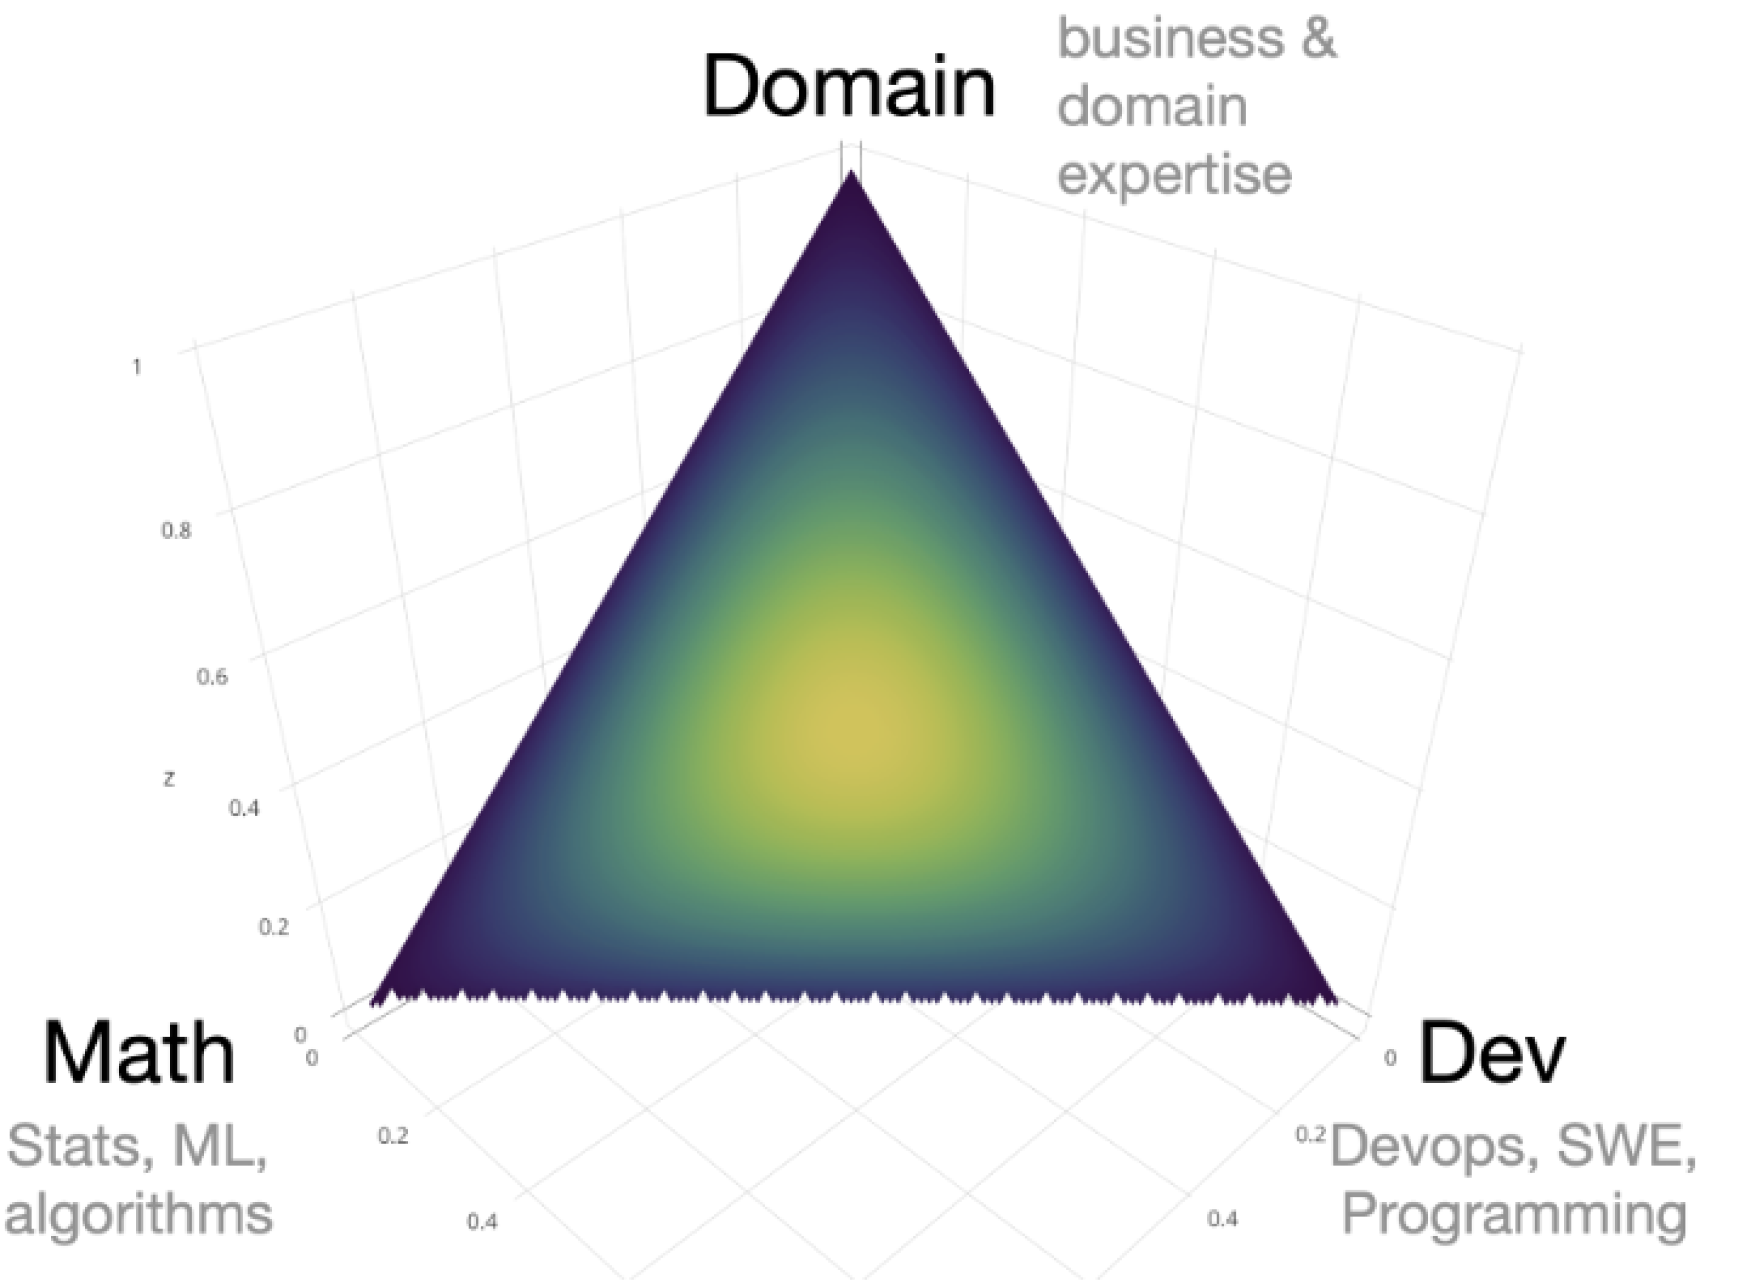 business &
Domain
domain
expertise
1
0.8
0.6
z
0.4
0.2
0
0
Math
Stats, ML,
algorithms
0.2
0.4
0
Dev
0.2
Devops, SWE,
Programming
0.4